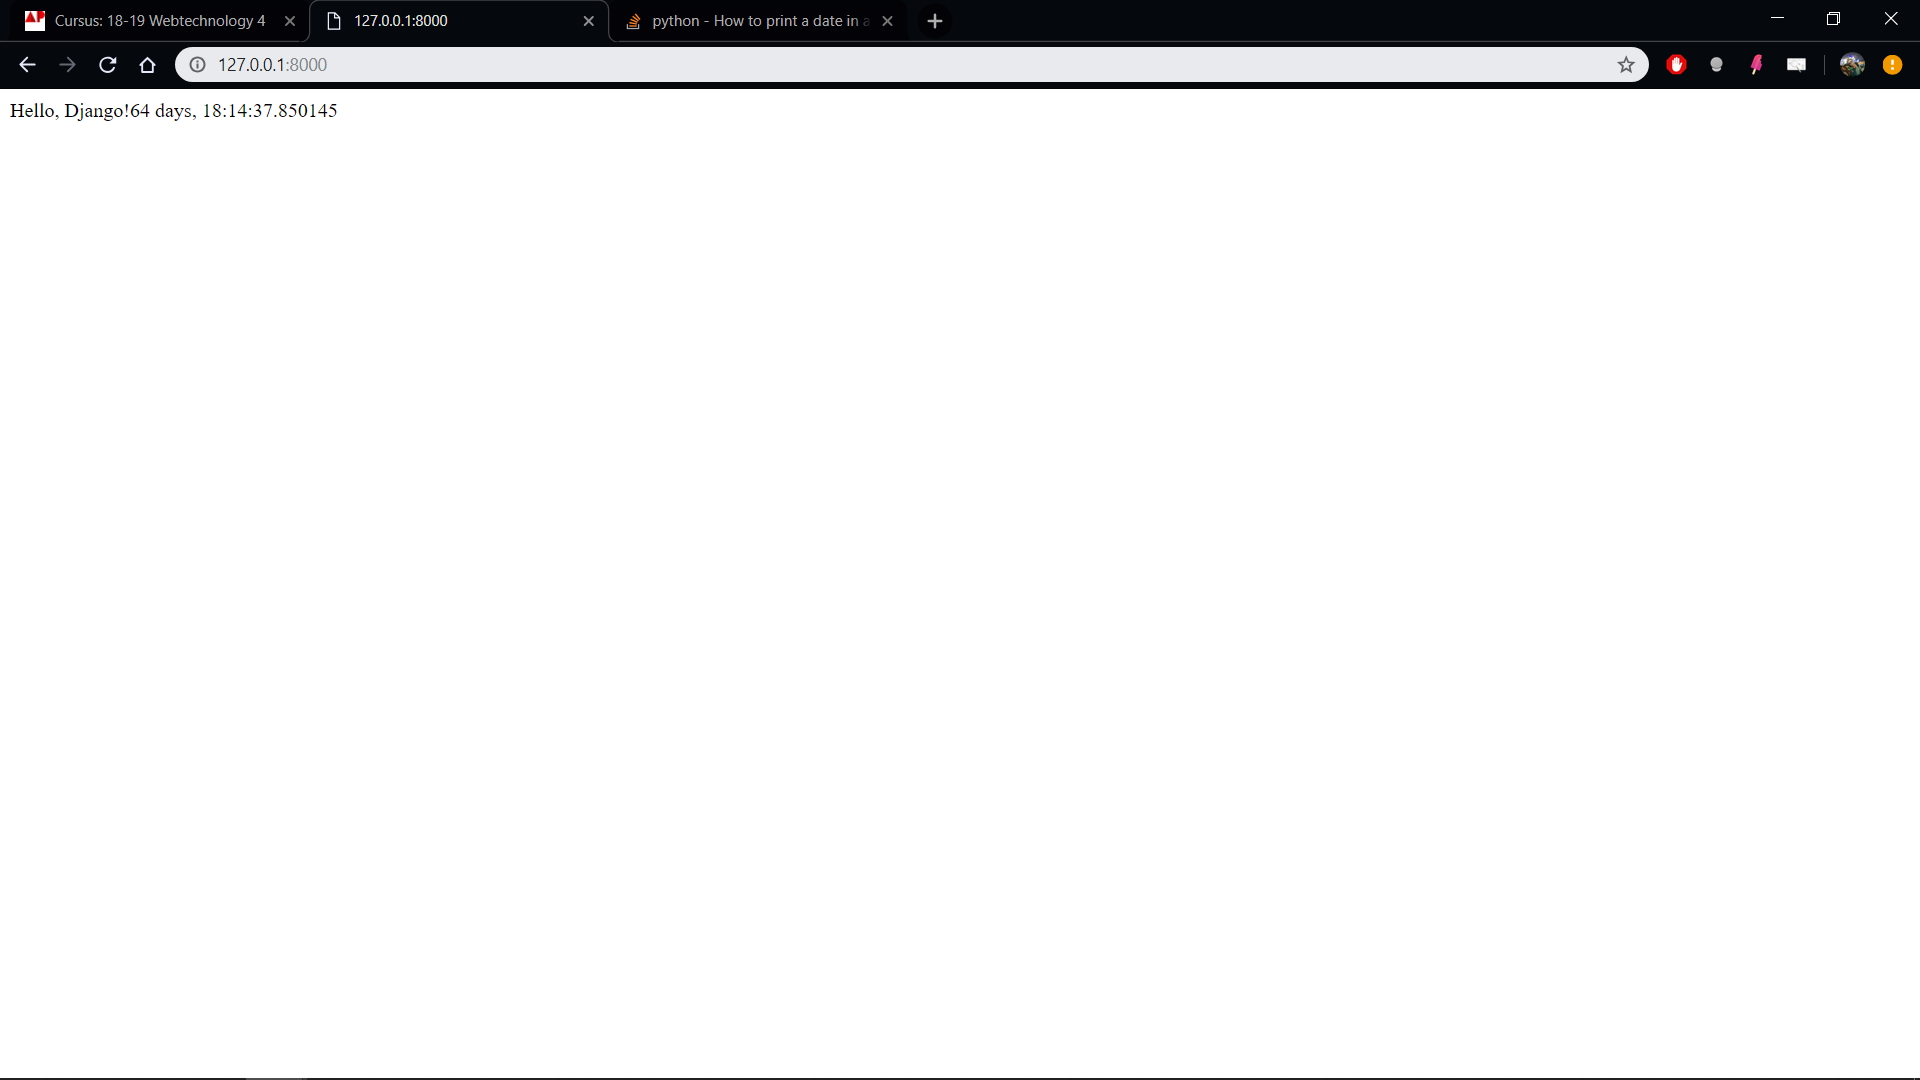 AP Cursus: 18-19 Webtechnology 4
127.0.0.1:8000
python - How to print a date in a
127.0.0.1:8000
Hello, Django!64 days, 18:14:37.850145